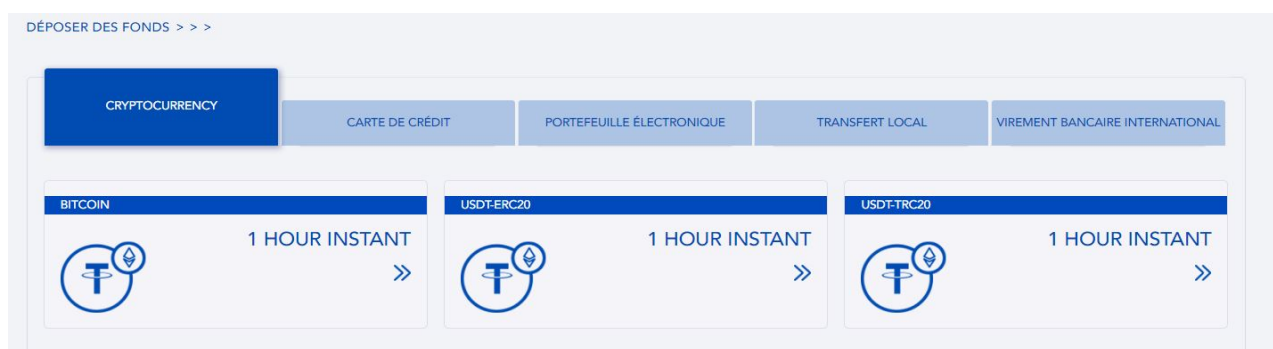 DÉPOSER DES FONDS > > >
CRYPTOCURRENCY
CARTE DE CRÉDIT
PORTEFEUILLE ÉLECTRONIQUE
TRANSFERT LOCAL
VIREMENT BANCAIRE INTERNATIONAL
BITCOIN
1 HOUR INSTANT
»
USDT-ERC20
1 HOUR INSTANT
»
USDT-TRC20
1 HOUR INSTANT
»